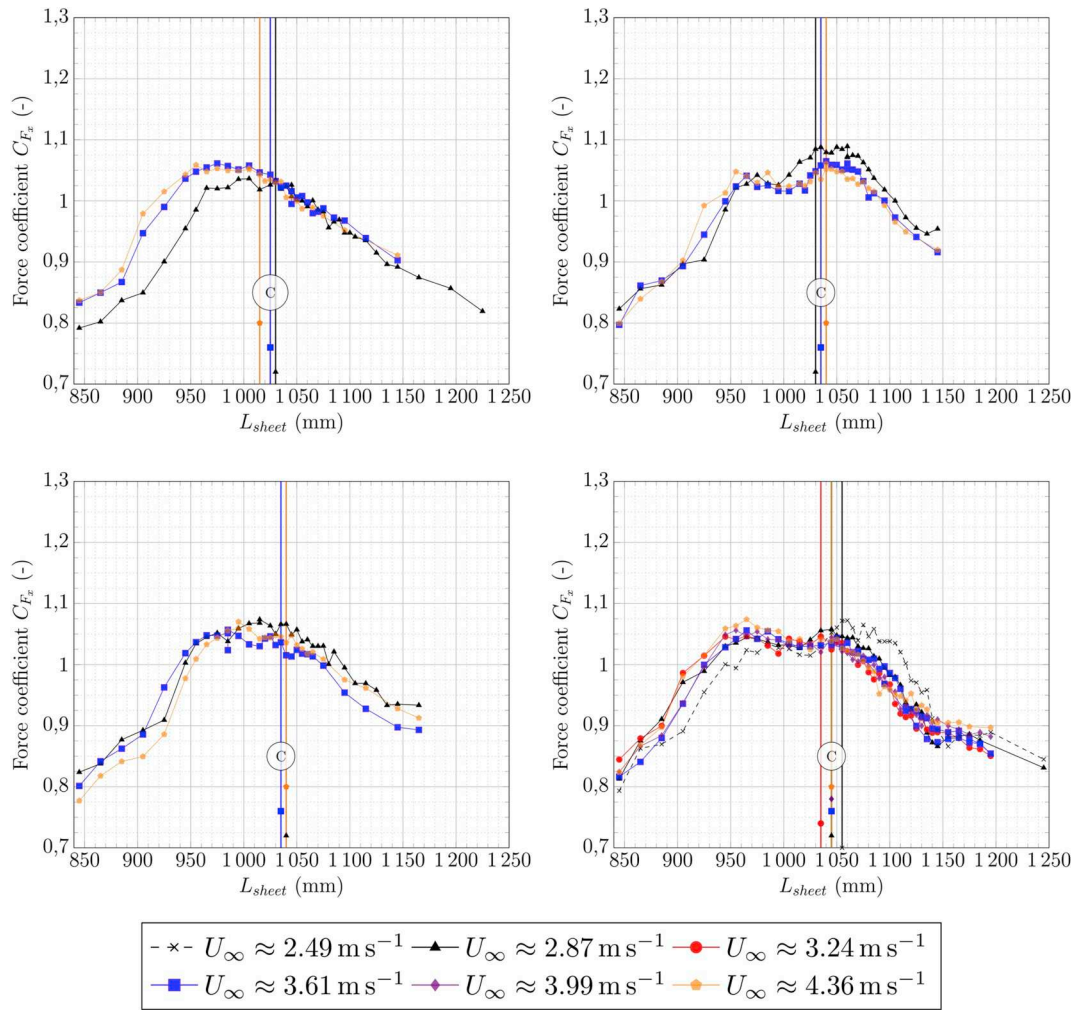 1,3
1,2
1,1
1
0,9
0,8
0,7
Force coefficient C_{F_x} (-)
C
850 900 950 1 000 1 050 1 100 1 150 1 200 1 250
L_{sheet} (mm)
1,3
1,2
1,1
1
0,9
0,8
0,7
Force coefficient C_{F_x} (-)
C
850 900 950 1 000 1 050 1 100 1 150 1 200 1 250
L_{sheet} (mm)
1,3
1,2
1,1
1
0,9
0,8
0,7
Force coefficient C_{F_x} (-)
C
850 900 950 1 000 1 050 1 100 1 150 1 200 1 250
L_{sheet} (mm)
1,3
1,2
1,1
1
0,9
0,8
0,7
Force coefficient C_{F_x} (-)
C
850 900 950 1 000 1 050 1 100 1 150 1 200 1 250
L_{sheet} (mm)
U_∞ ≈ 2.49 m s⁻¹ U_∞ ≈ 2.87 m s⁻¹ U_∞ ≈ 3.24 m s⁻¹
U_∞ ≈ 3.61 m s⁻¹ U_∞ ≈ 3.99 m s⁻¹ U_∞ ≈ 4.36 m s⁻¹